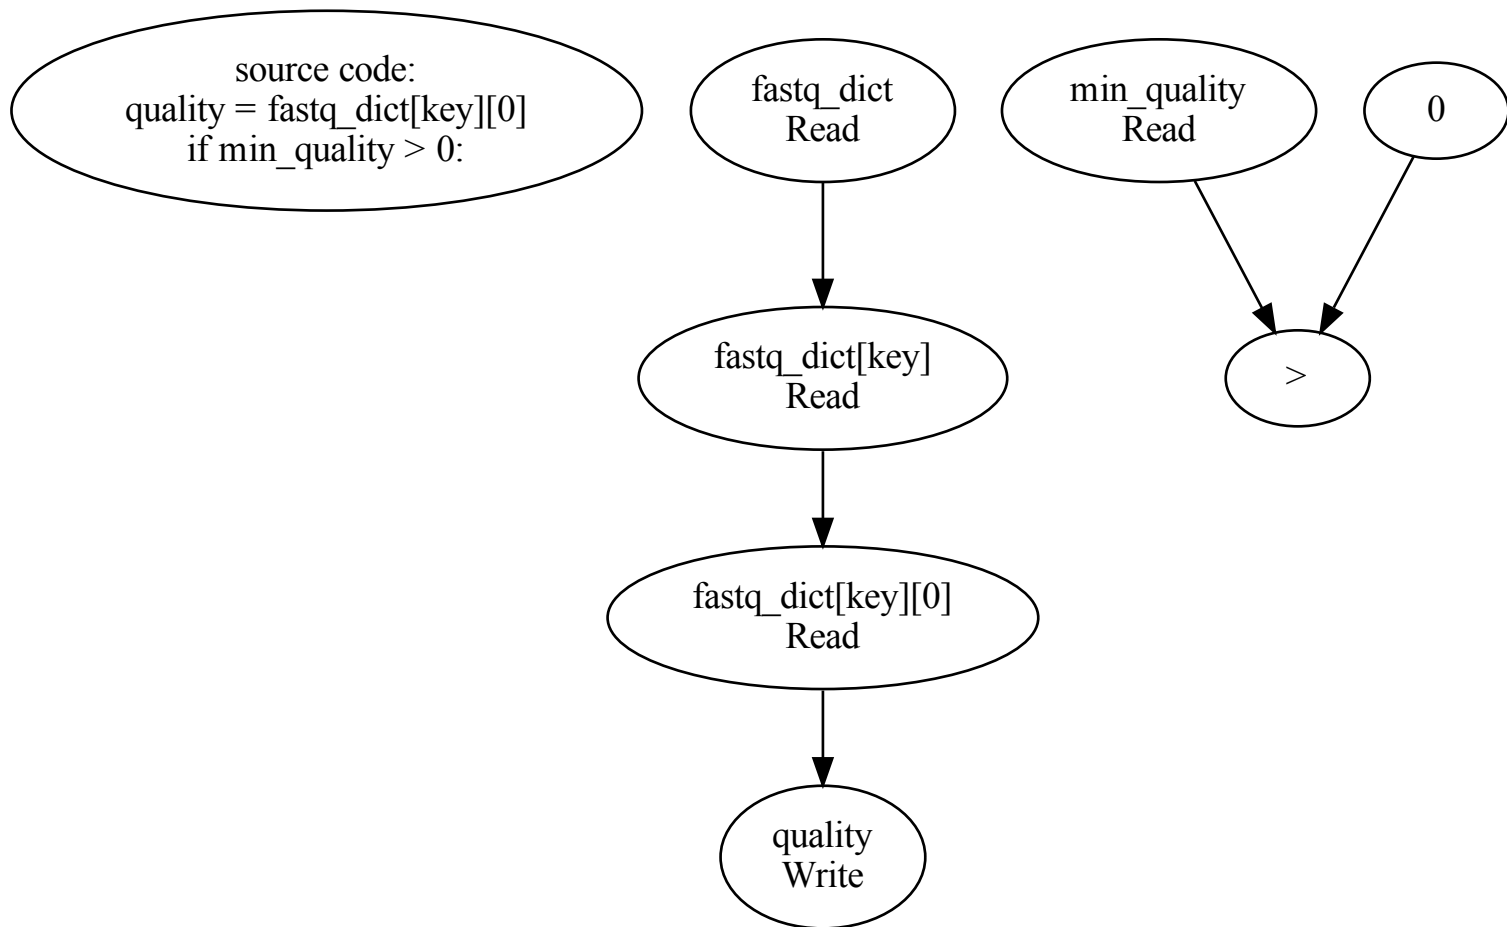 source code:
quality = fastq_dict[key][0]
if min_quality > 0:
fastq_dict
Read
min_quality
Read
0
fastq_dict[key]
Read
>
fastq_dict[key][0]
Read
quality
Write